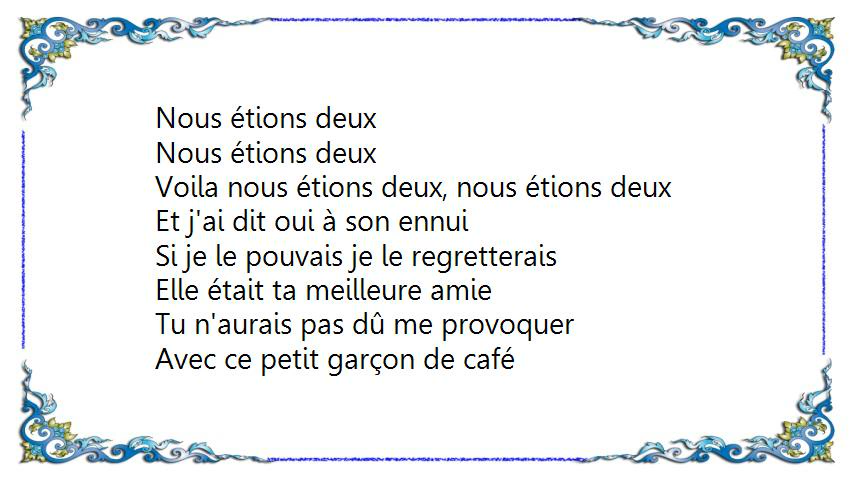 Nous étions deux
Nous étions deux
Voila nous étions deux, nous étions deux
Et j'ai dit oui à son ennui
Si je le pouvais je le regretterais
Elle était ta meilleure amie
Tu n'aurais pas dû me provoquer
Avec ce petit garçon de café